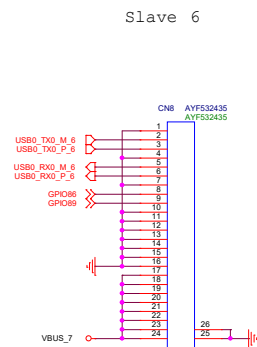 Slave 6
CN8 AYF532435
AYF532435
1
USB0_TX0_M_6 2
USB0_TX0_P_6 3
4
USB0_RX0_M_6 5
USB0_RX0_P_6 6
7
GPIO86 8
GPIO89 9
10
11
12
13
14
15
16
17
18
19
20
21
22
23 26
VBUS_7 24 25